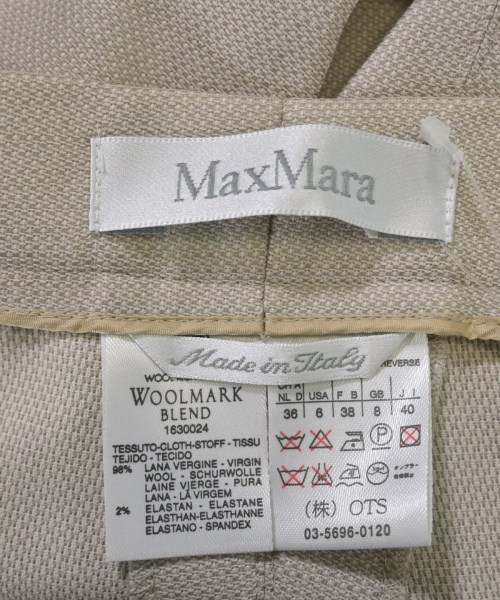 MaxMara
Made in Italy
WOOLMARK
BLEND
1630024
TESSUTO-CLOTH-STOFF-TISSU
TEJIDO-TECIDO
98% LANA VERGINE - VIRGIN
WOOL - SCHURWOLLE
LAINE VIERGE - PURA
LANA - LÃ VIRGEM
2% ELASTAN - ELASTANE
ELASTHAN-ELASTHANNE
ELASTANO - SPANDEX
REVERSE
CH R
NL D USA F B GB J I
36 6 38 8 40
P
(株) OTS
03-5696-0120